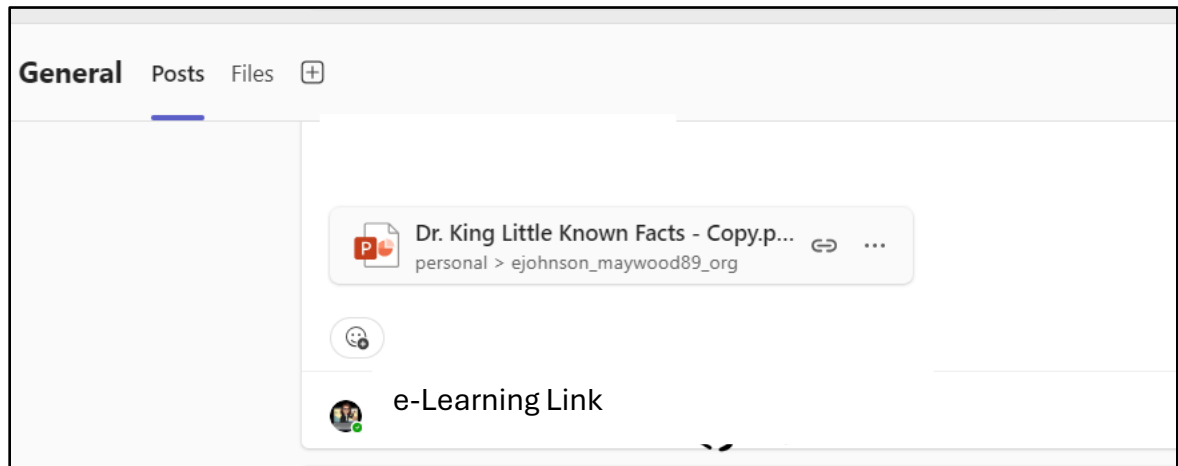 General Posts Files
Dr. King Little Known Facts - Copy.p...
personal > ejohnson_maywood89_org
e-Learning Link